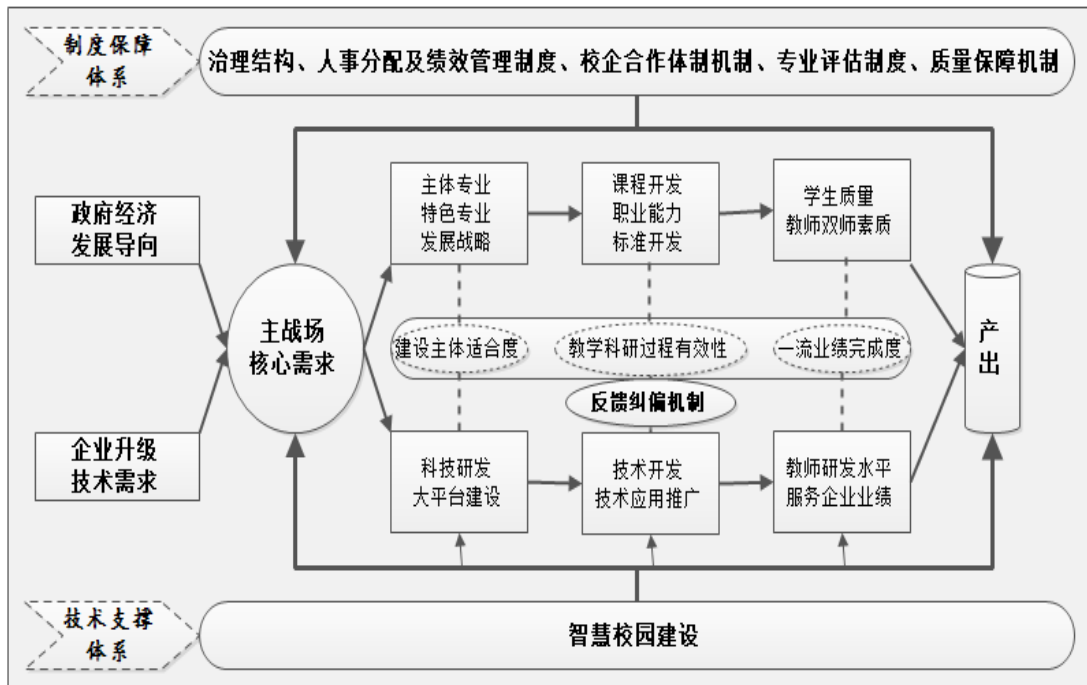 制度保障
体系
治理结构、人事分配及绩效管理制度、校企合作体制机制、专业评估制度、质量保障机制
政府经济
发展导向
企业升级
技术需求
主战场
核心需求
主体专业
特色专业
发展战略
课程开发
职业能力
标准开发
学生质量
教师双师素质
建设主体适合度
教学科研过程有效性
一流业绩完成度
反馈纠偏机制
科技研发
大平台建设
技术开发
技术应用推广
教师研发水平
服务企业业绩
产
出
技术支撑
体系
智慧校园建设